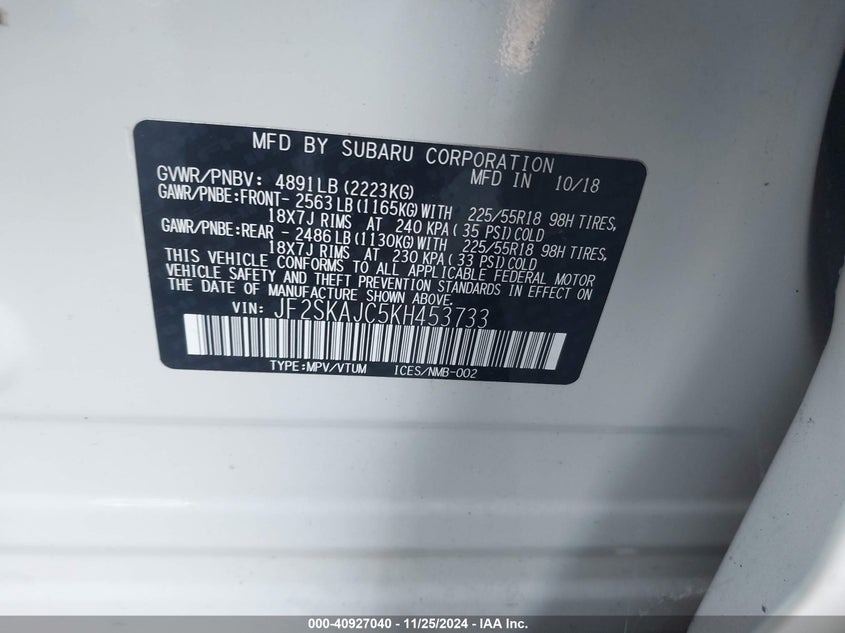 MFD BY SUBARU CORPORATION
GVWR/PNBV: 4891LB(2223KG) MFD IN 10/18
GAWR/PNBE:FRONT- 2563LB(1165KG)WITH 225/55R18 98H TIRES,
18X7J RIMS AT 240 KPA(35 PSI)COLD
GAWR/PNBE:REAR - 2486LB(1130KG)WITH 225/55R18 98H TIRES,
18X7J RIMS AT 230 KPA(33 PSI)COLD
THIS VEHICLE CONFORMS TO ALL APPLICABLE FEDERAL MOTOR
VEHICLE SAFETY AND THEFT PREVENTION STANDARDS IN EFFECT ON
THE DATE OF MANUFACTURE SHOWN ABOVE.
VIN: JF2SKAJC5KH453733
TYPE:MPV/VTUM ICES/NMB-002
000-40927040 - 11/25/2024 - IAA Inc.